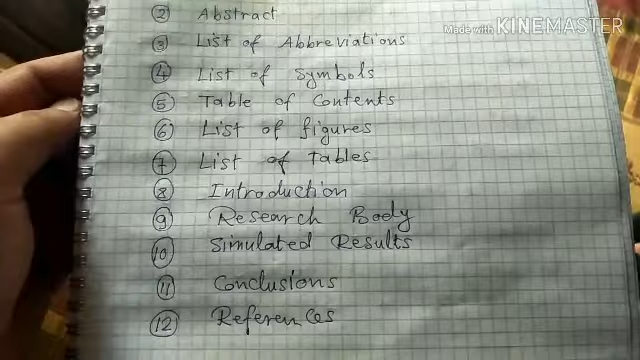 Made with KINEMASTER
② Abstract
③ List of Abbreviations
④ List of Symbols
⑤ Table of Contents
⑥ List of figures
⑦ List of Tables
⑧ Introduction
⑨ Research Body
⑩ Simulated Results
⑪ Conclusions
⑫ References